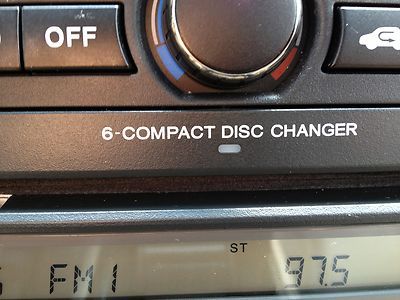 OFF
6-COMPACT DISC CHANGER
ST
FM1 97.5